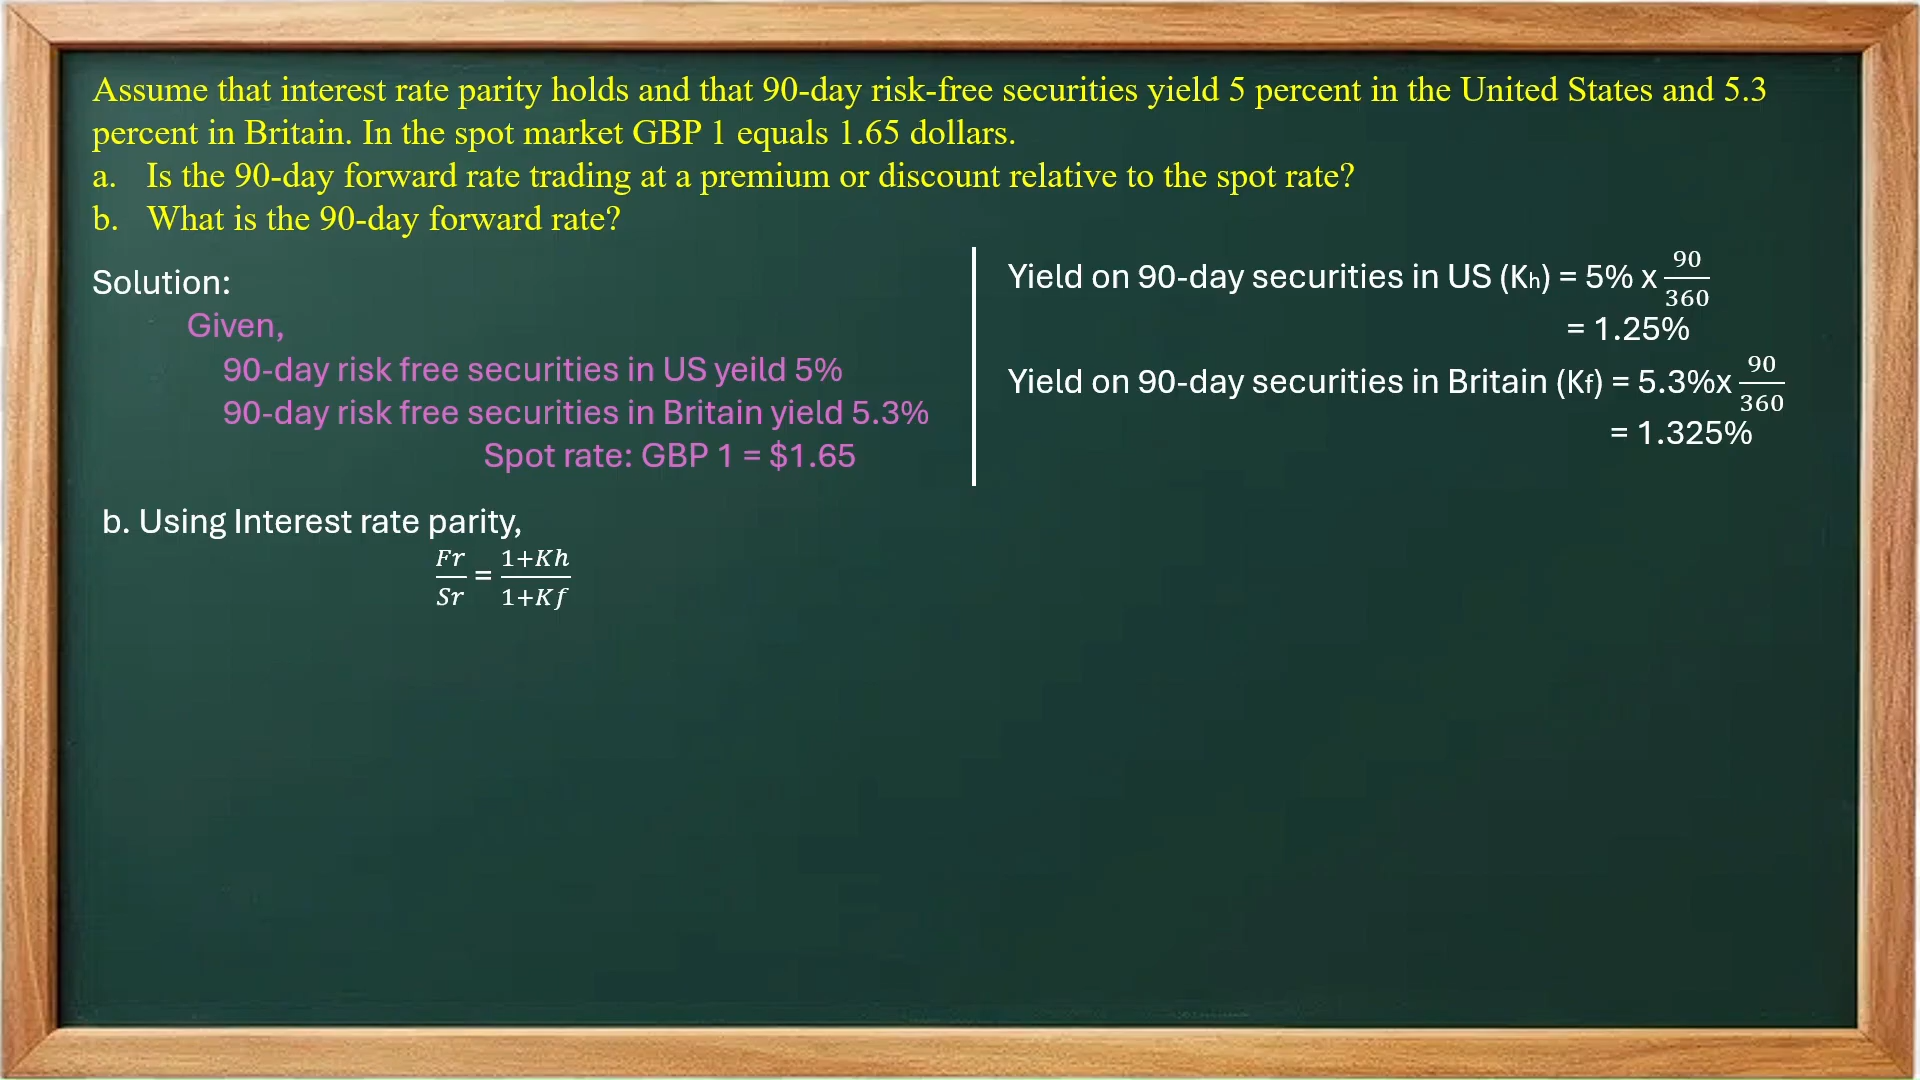 Assume that interest rate parity holds and that 90-day risk-free securities yield 5 percent in the United States and 5.3
percent in Britain. In the spot market GBP 1 equals 1.65 dollars.
a. Is the 90-day forward rate trading at a premium or discount relative to the spot rate?
b. What is the 90-day forward rate?
Solution:
Given,
90-day risk free securities in US yeild 5%
90-day risk free securities in Britain yield 5.3%
Spot rate: GBP 1 = $1.65
Yield on 90-day securities in US (Kh) = 5% x 90/360
= 1.25%
Yield on 90-day securities in Britain (Kf) = 5.3%x 90/360
= 1.325%
b. Using Interest rate parity,
Fr/Sr = 1+Kh/1+Kf